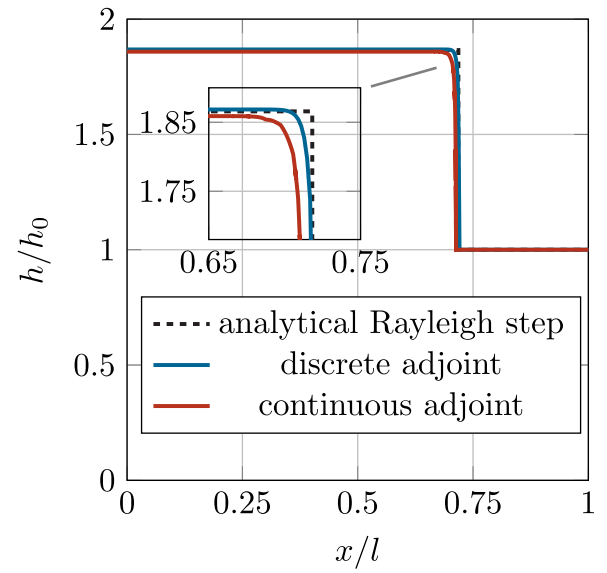 2
1.5
1
0.5
0
h/h0
1.85
1.75
0.65 0.75
analytical Rayleigh step
discrete adjoint
continuous adjoint
0 0.25 0.5 0.75 1
x/l